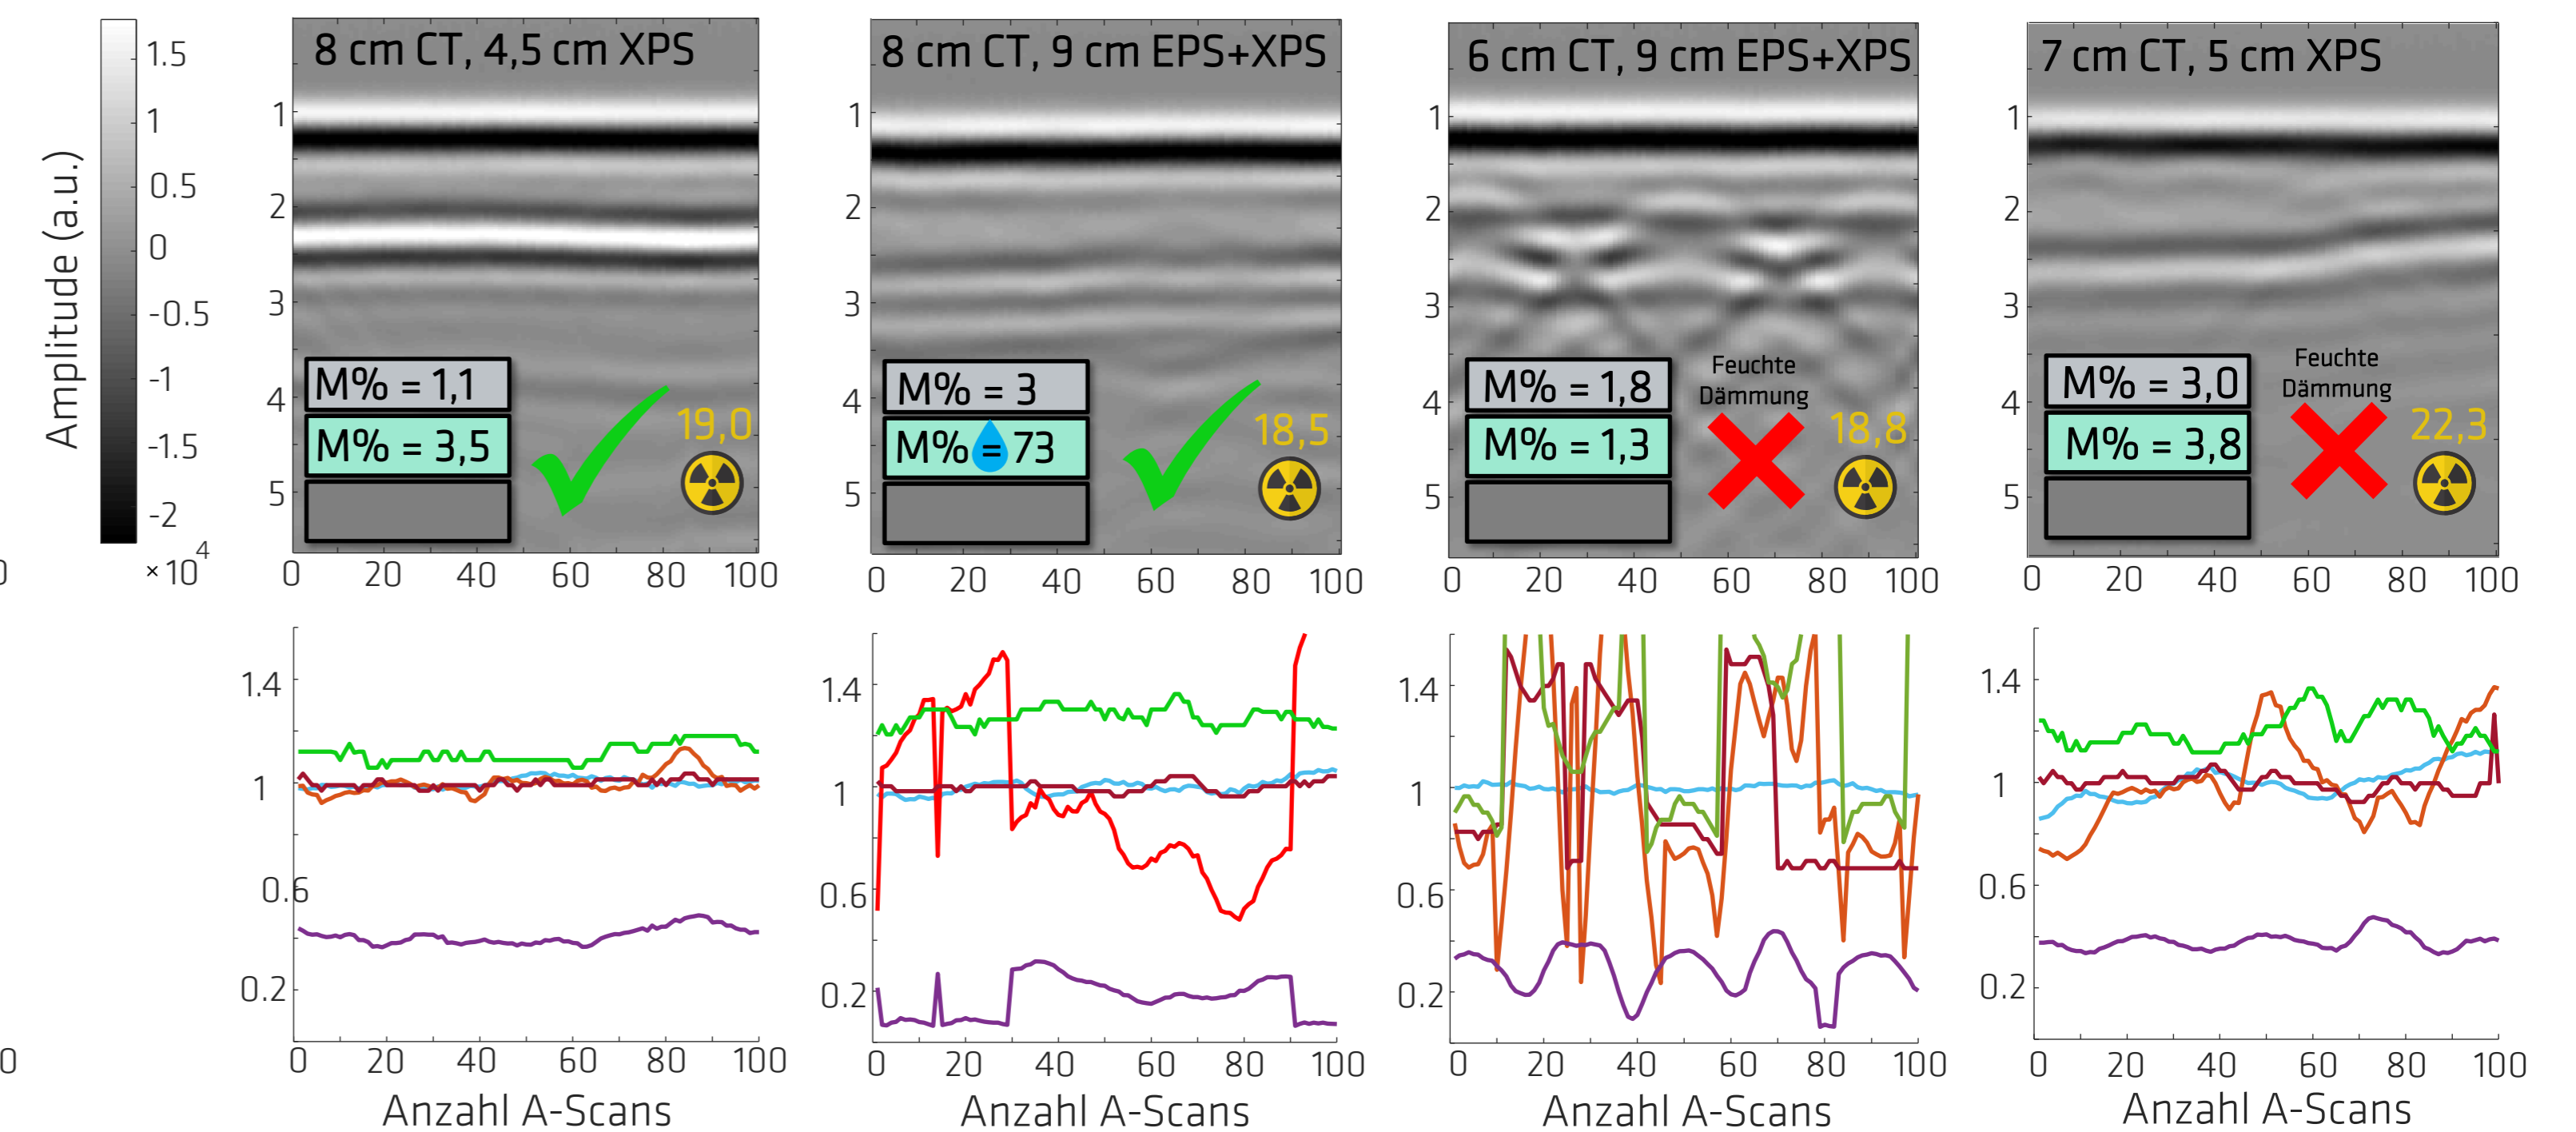 Amplitude (a.u.)
1.5
1
0.5
0
-0.5
-1
-1.5
-2
×10
4
0
8 cm CT, 4,5 cm XPS
1
2
3
4
5
M% = 1,1
M% = 3,5
19,0
0 20 40 60 80 100
8 cm CT, 9 cm EPS+XPS
1
2
3
4
5
M% = 3
M% = 73
18,5
0 20 40 60 80 100
6 cm CT, 9 cm EPS+XPS
1
2
3
4
5
M% = 1,8
M% = 1,3
Feuchte
Dämmung
18,8
0 20 40 60 80 100
7 cm CT, 5 cm XPS
1
2
3
4
5
M% = 3,0
M% = 3,8
Feuchte
Dämmung
22,3
0 20 40 60 80 100
0
1.4
1
0.6
0.2
0 20 40 60 80 100
Anzahl A-Scans
1.4
1
0.6
0.2
0 20 40 60 80 100
Anzahl A-Scans
1.4
1
0.6
0.2
0 20 40 60 80 100
Anzahl A-Scans
1.4
1
0.6
0.2
0 20 40 60 80 100
Anzahl A-Scans